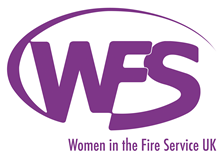 WFS
Women in the Fire Service UK